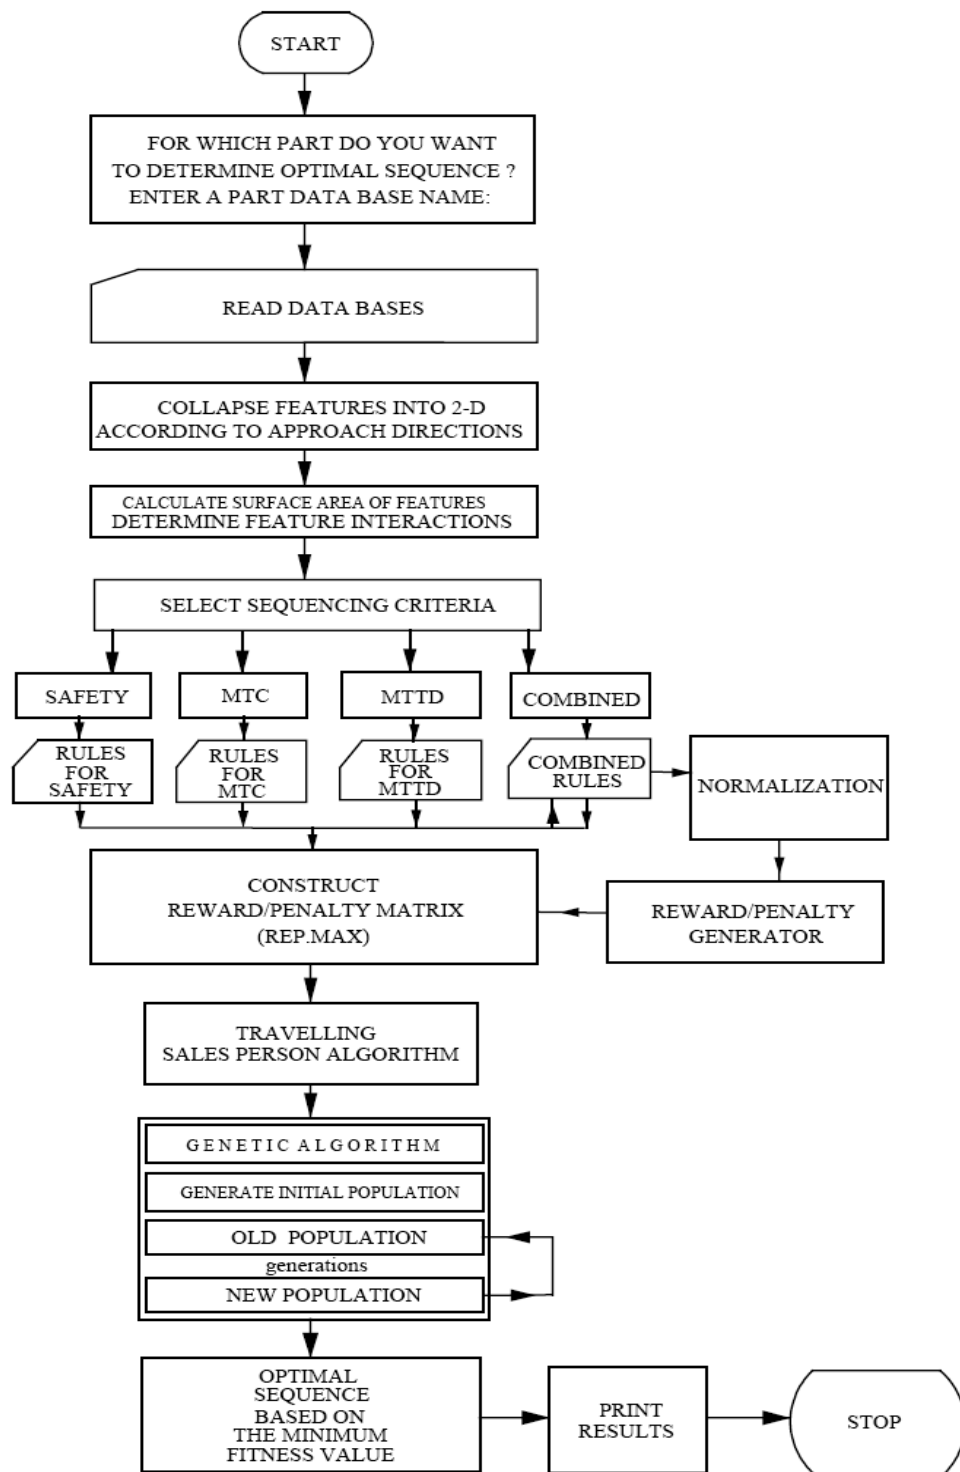 START
FOR WHICH PART DO YOU WANT
TO DETERMINE OPTIMAL SEQUENCE ?
ENTER A PART DATA BASE NAME:
READ DATA BASES
COLLAPSE FEATURES INTO 2-D
ACCORDING TO APPROACH DIRECTIONS
CALCULATE SURFACE AREA OF FEATURES
DETERMINE FEATURE INTERACTIONS
SELECT SEQUENCING CRITERIA
SAFETY
MTC
MTTD
COMBINED
RULES
FOR
SAFETY
RULES
FOR
MTC
RULES
FOR
MTTD
COMBINED
RULES
NORMALIZATION
CONSTRUCT
REWARD/PENALTY MATRIX
(REP.MAX)
REWARD/PENALTY
GENERATOR
TRAVELLING
SALES PERSON ALGORITHM
GENETIC ALGORITHM
GENERATE INITIAL POPULATION
OLD POPULATION
generations
NEW POPULATION
OPTIMAL
SEQUENCE
BASED ON
THE MINIMUM
FITNESS VALUE
PRINT
RESULTS
STOP